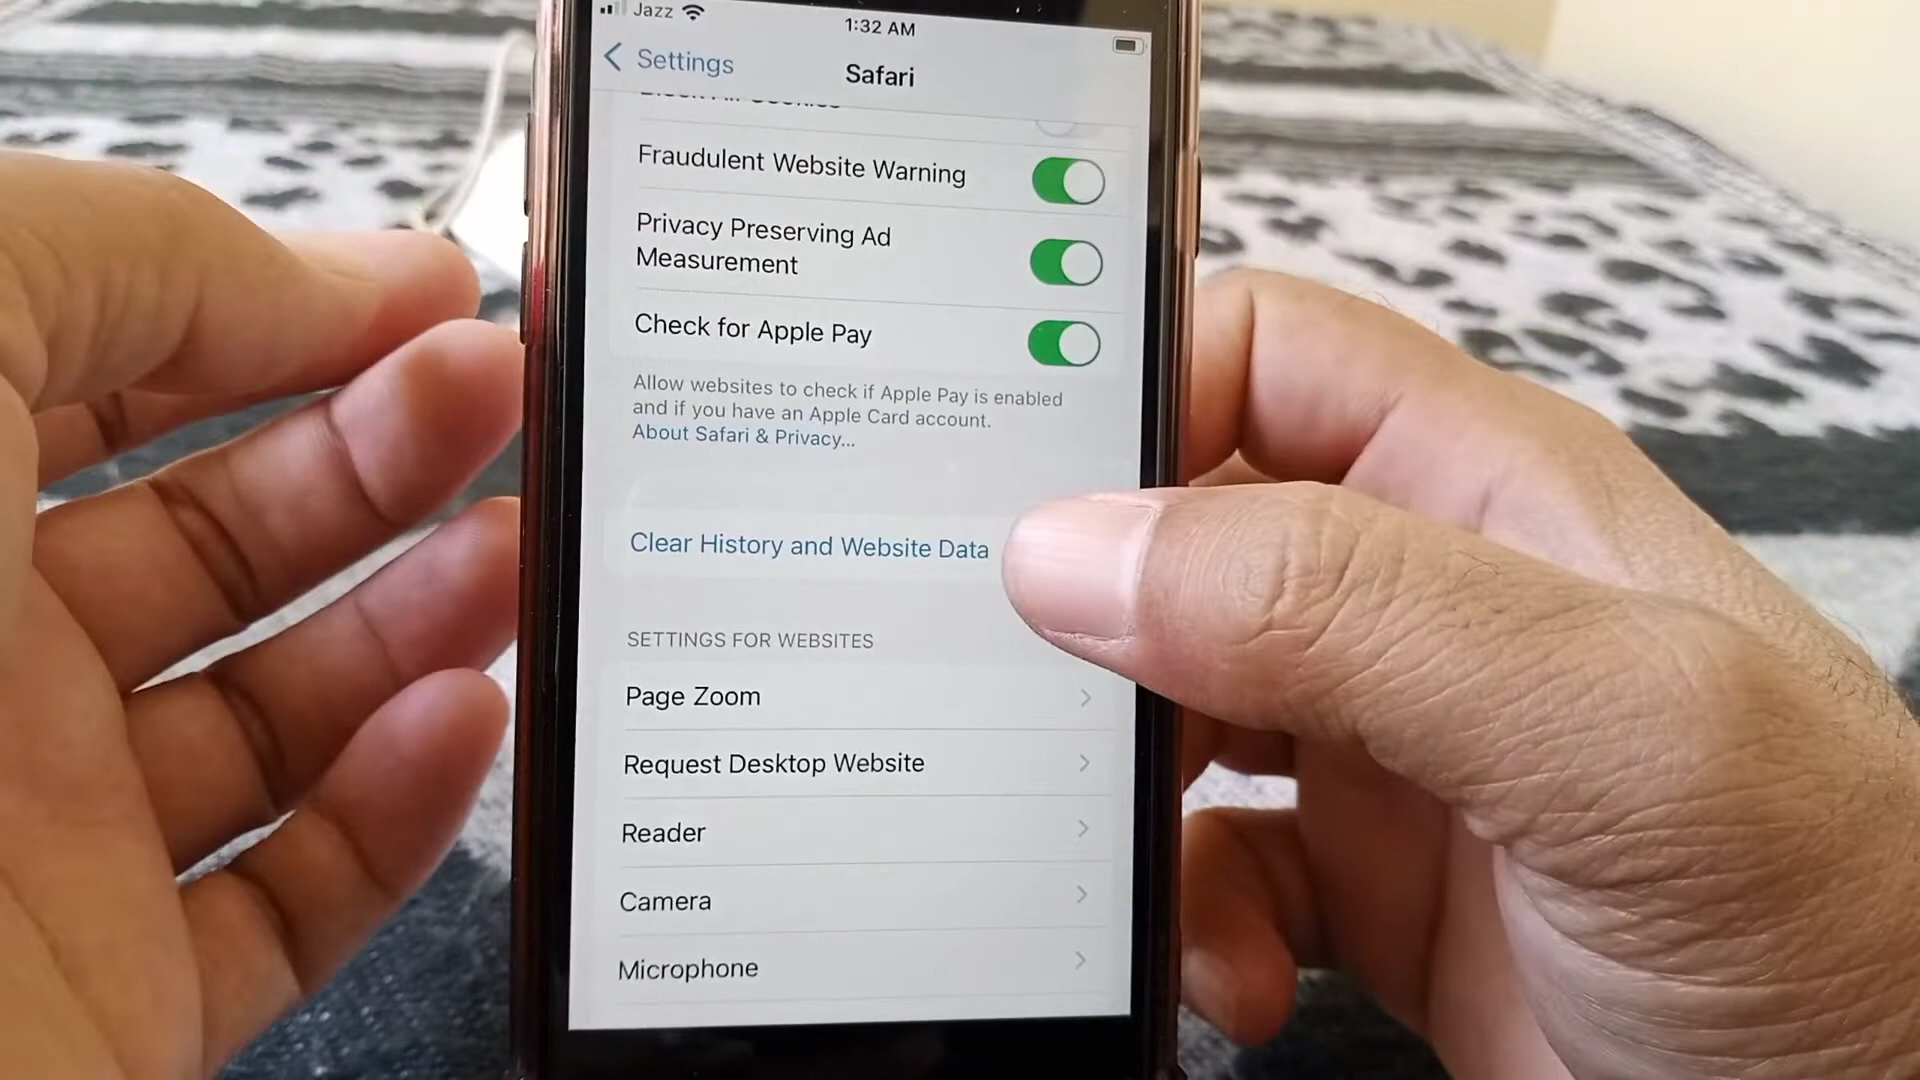 Jazz
1:32 AM
Settings
Safari
Fraudulent Website Warning
Privacy Preserving Ad
Measurement
Check for Apple Pay
Allow websites to check if Apple Pay is enabled
and if you have an Apple Card account.
About Safari & Privacy...
Clear History and Website Data
SETTINGS FOR WEBSITES
Page Zoom
Request Desktop Website
Reader
Camera
Microphone